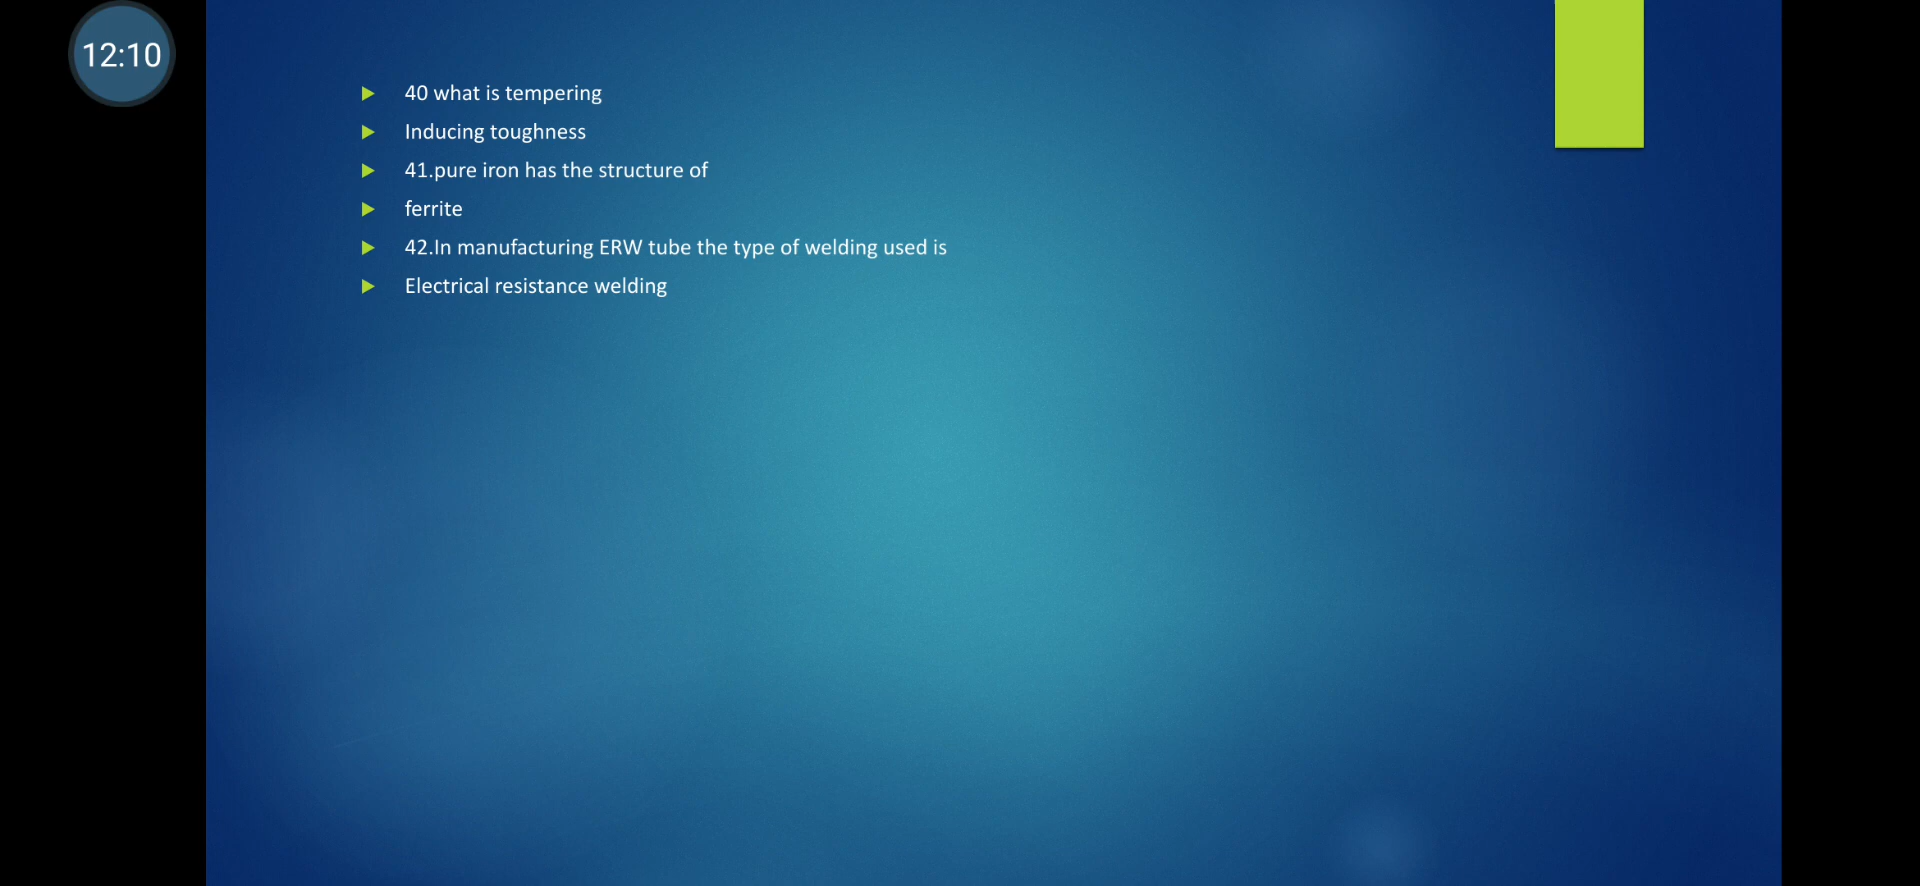 12:10
40 what is tempering
Inducing toughness
41.pure iron has the structure of
ferrite
42.In manufacturing ERW tube the type of welding used is
Electrical resistance welding